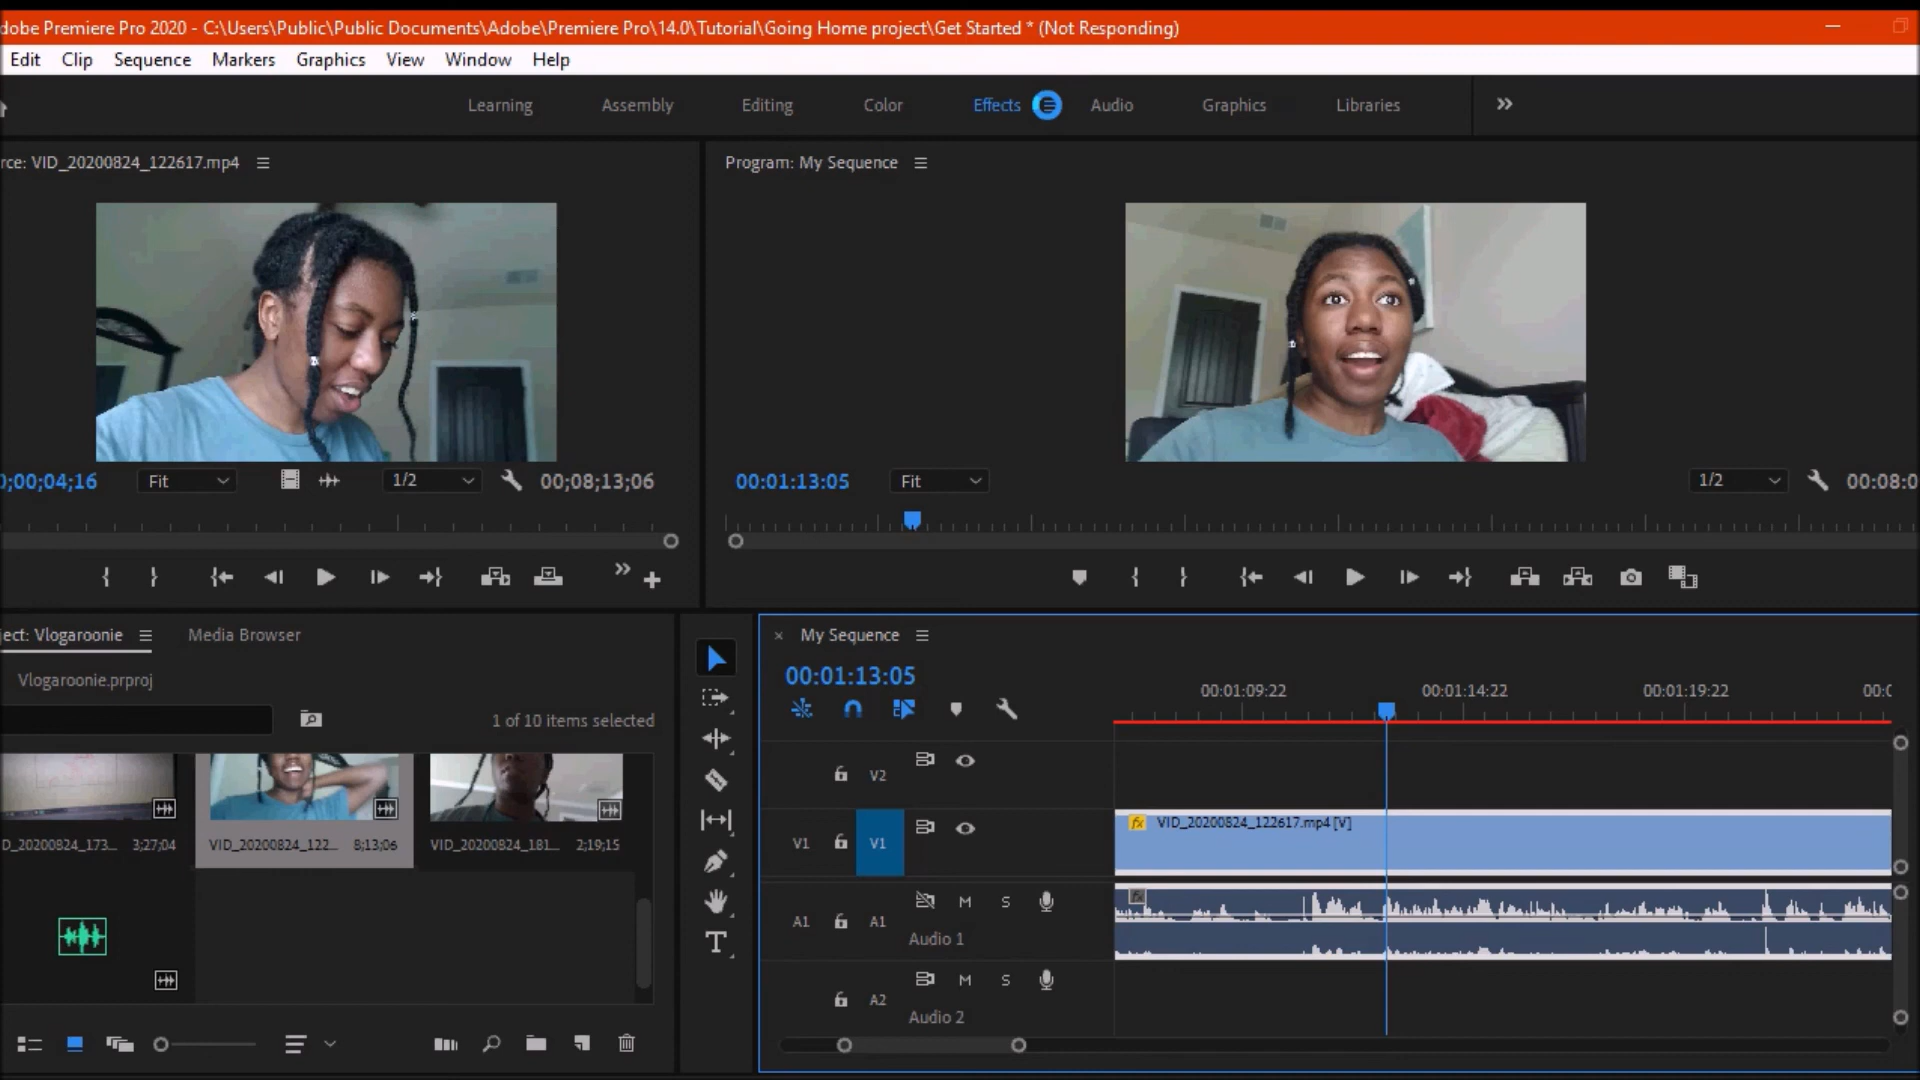 dobe Premiere Pro 2020 - C:\Users\Public\Public Documents\Adobe\Premiere Pro\14.0\Tutorial\Going Home project\Get Started * (Not Responding)
Edit Clip Sequence Markers Graphics View Window Help
Learning Assembly Editing Color Effects Audio Graphics Libraries
rce: VID_20200824_122617.mp4
Program: My Sequence
0;00;04;16 Fit 1/2 00;08;13;06
00:01:13:05 Fit 1/2 00:08:0
ect: Vlogaroonie Media Browser
Vlogaroonie.prproj
1 of 10 items selected
D_20200824_173... 3;27;04
VID_20200824_122... 8;13;06
VID_20200824_181... 2;19;15
My Sequence
00:01:13:05
00:01:09:22 00:01:14:22 00:01:19:22 00:0
V2
V1 V1
VID_20200824_122617.mp4 [V]
fx
A1 A1 M S
Audio 1
A2 M S
Audio 2
T